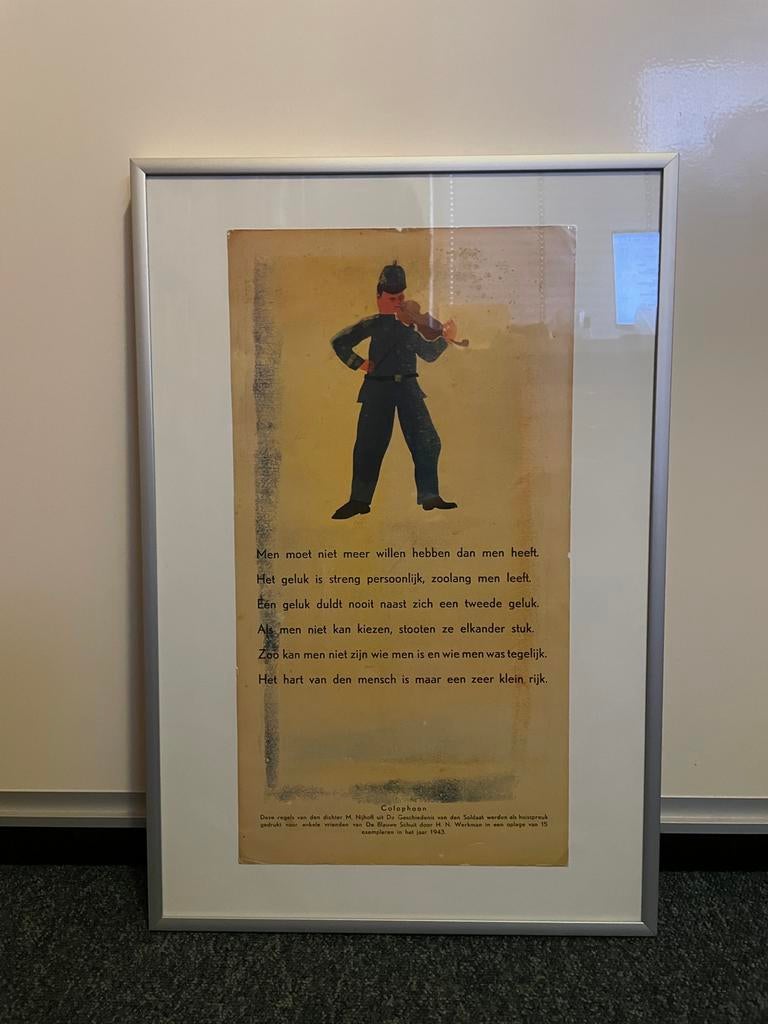 Men moet niet meer willen hebben dan men heeft.
Het geluk is streng persoonlijk, zoolang men leeft.
Eén geluk duldt nooit naast zich een tweede geluk.
Als men niet kan kiezen, stooten ze elkander stuk.
Zoo kan men niet zijn wie men is en wie men was tegelijk.
Het hart van den mensch is maar een zeer klein rijk.
Colophoon
Deze regels van den dichter M. Nijhoff uit De Geschiedenis van den Soldaat werden als huisspreuk
gedrukt voor enkele vrienden van De Blauwe Schuit door H. N. Werkman in een oplage van 15
exemplaren in het jaar 1943.